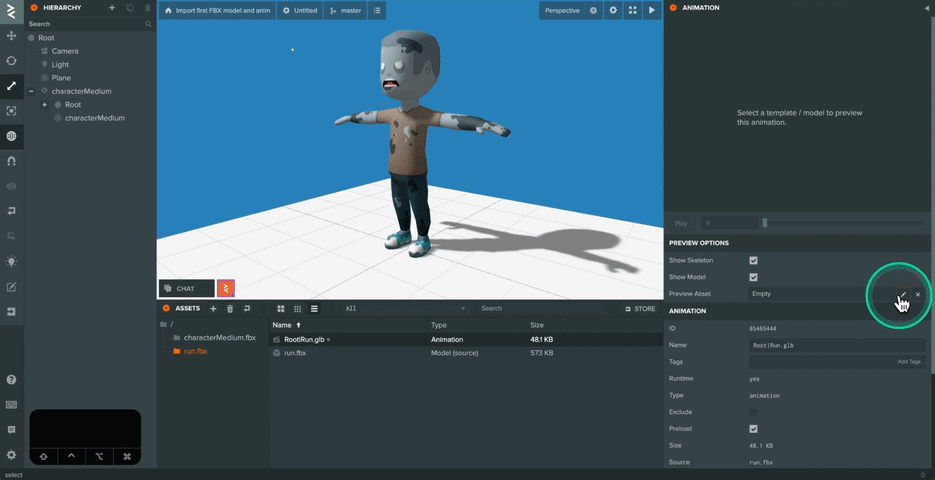 HIERARCHY
Search
Root
Camera
Light
Plane
characterMedium
Root
characterMedium
Import first FBX model and anim
Untitled
master
Perspective
CHAT
ASSETS
All
Search
STORE
/
characterMedium.fbx
run.fbx
Name Type Size
Root|Run.glb Animation 48.1 KB
run.fbx Model (source) 573 KB
ANIMATION
Select a template / model to preview
this animation.
Play
PREVIEW OPTIONS
Show Skeleton
Show Model
Preview Asset Empty
ANIMATION
ID 85465444
Name Root|Run.glb
Tags
Add Tags
Runtime yes
Type animation
Exclude
Preload
Size 48.1 KB
Source run.fbx
select
0